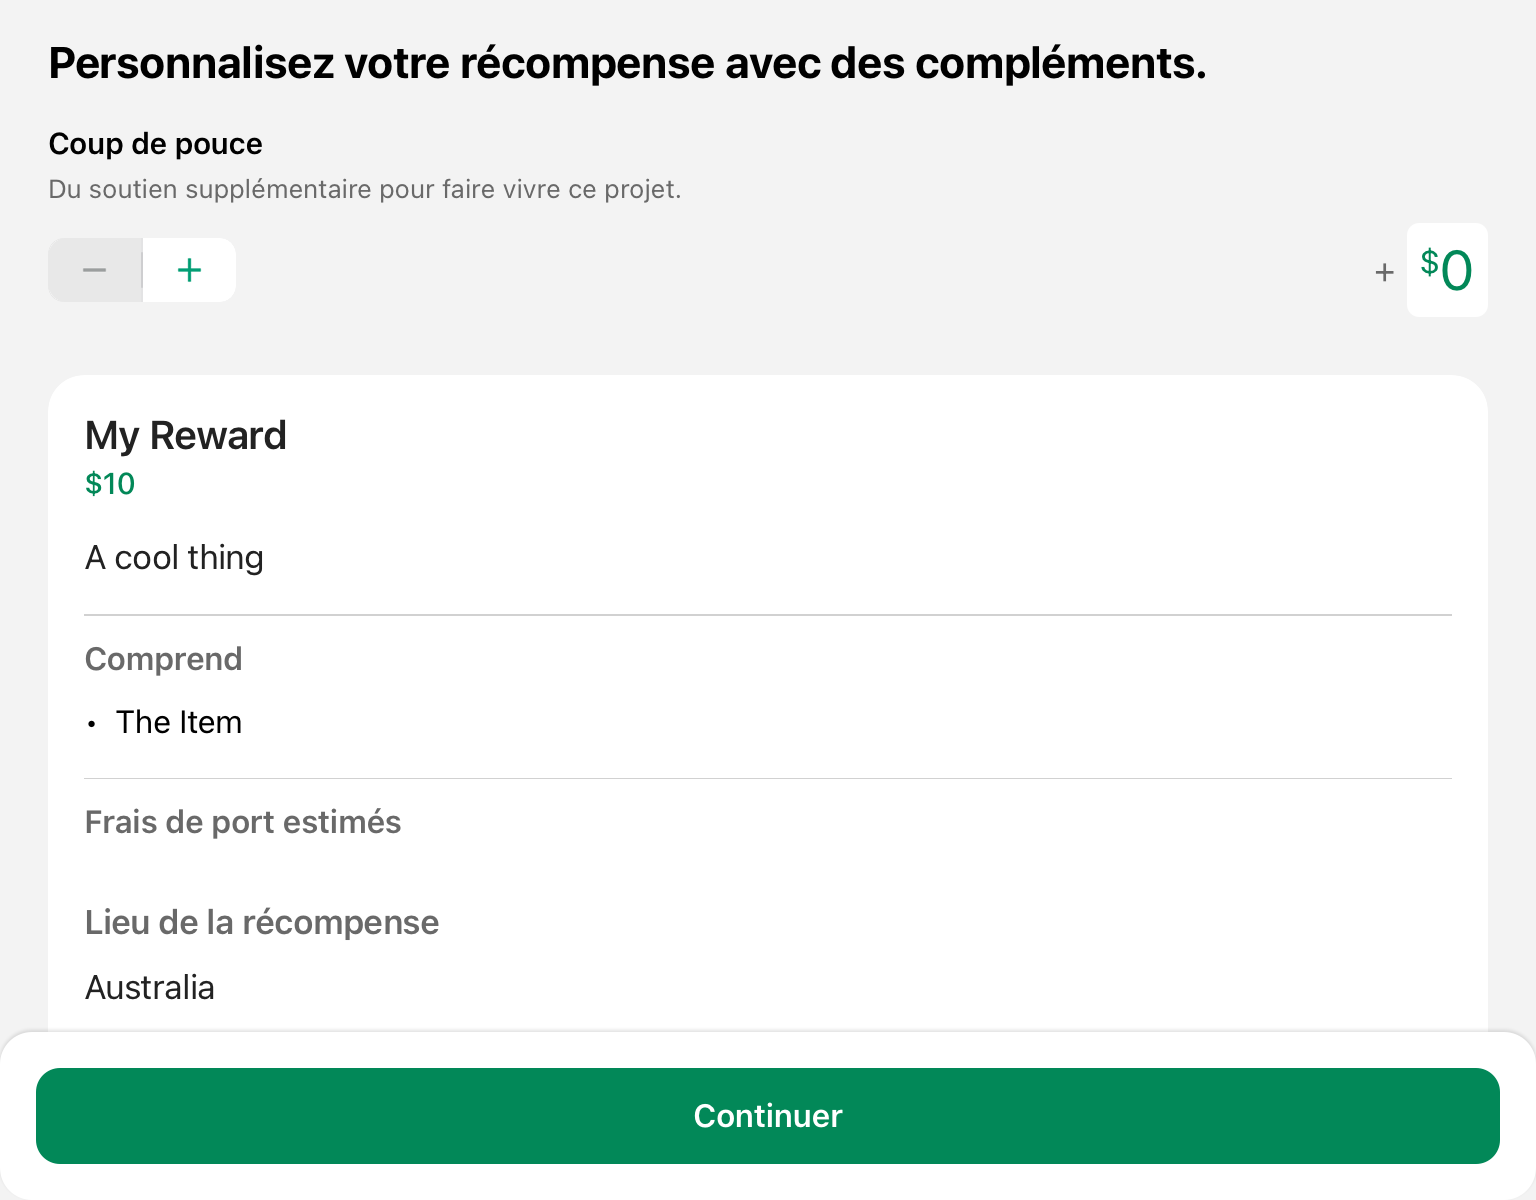 Personnalisez votre récompense avec des compléments.
Coup de pouce
Du soutien supplémentaire pour faire vivre ce projet.
− +
+ $0
My Reward
$10
A cool thing
Comprend
• The Item
Frais de port estimés
Lieu de la récompense
Australia
Continuer